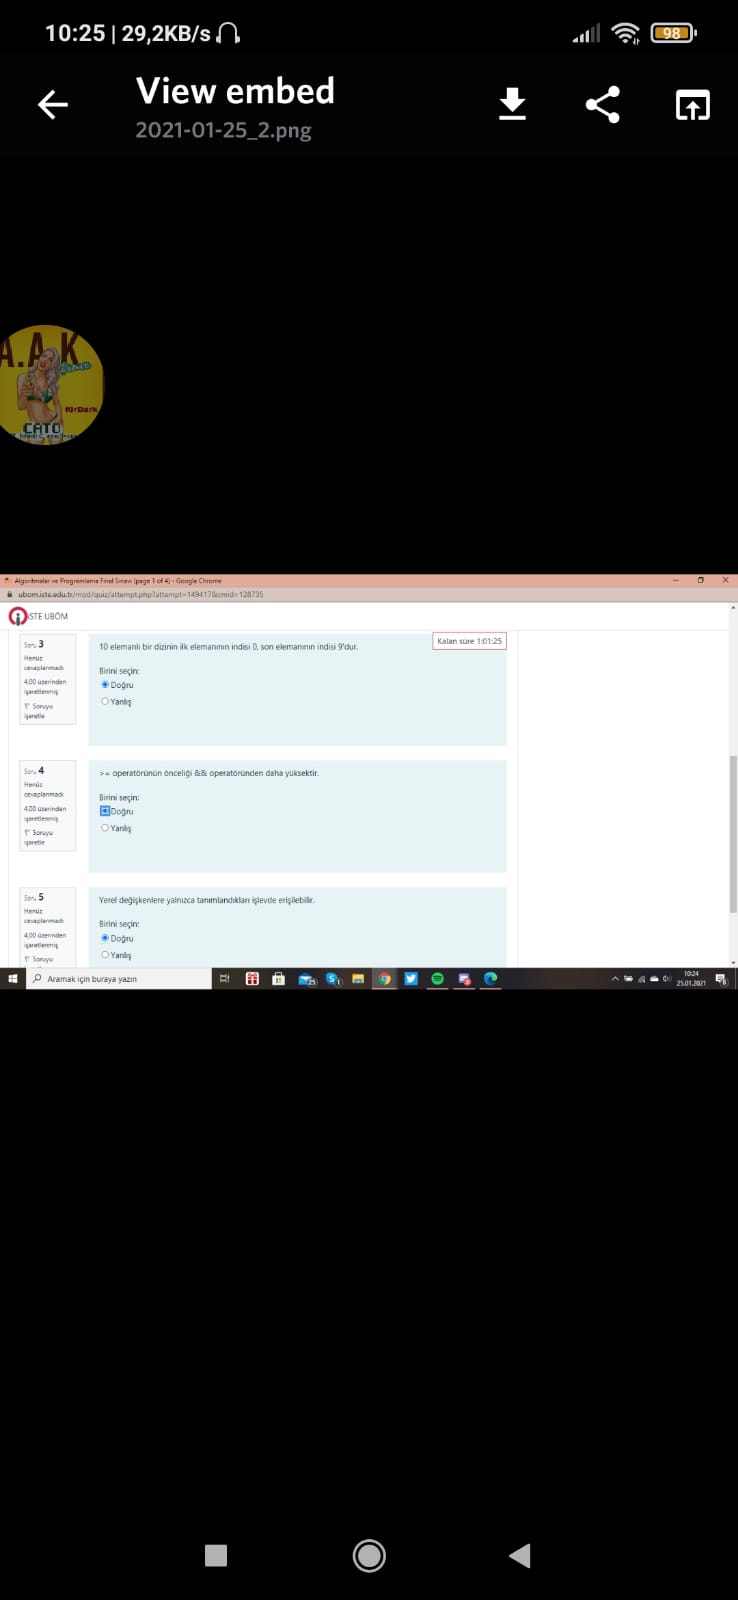 10:25 | 29,2KB/s
98
View embed
2021-01-25_2.png
A.A.K
KirDark
CATO
Algoritmalar ve Programlama Final Sınavı (page 1 of 4) - Google Chrome
ubom.iste.edu.tr/mod/quiz/attempt.php?attempt=149417&cmid=128735
İSTE UBÖM
Kalan süre 1:01:25
Soru 3
Henüz
cevaplanmadı
4,00 üzerinden
işaretlenmiş
Soruyu
işaretle
10 elemanlı bir dizinin ilk elemanının indisi 0, son elemanının indisi 9'dur.
Birini seçin:
Doğru
Yanlış
Soru 4
Henüz
cevaplanmadı
4,00 üzerinden
işaretlenmiş
Soruyu
işaretle
>= operatörünün önceliği && operatöründen daha yüksektir.
Birini seçin:
Doğru
Yanlış
Soru 5
Henüz
cevaplanmadı
4,00 üzerinden
işaretlenmiş
Soruyu
Yerel değişkenlere yalnızca tanımlandıkları işlevde erişilebilir.
Birini seçin:
Doğru
Yanlış
Aramak için buraya yazın
25
1
10:24
25.01.2021